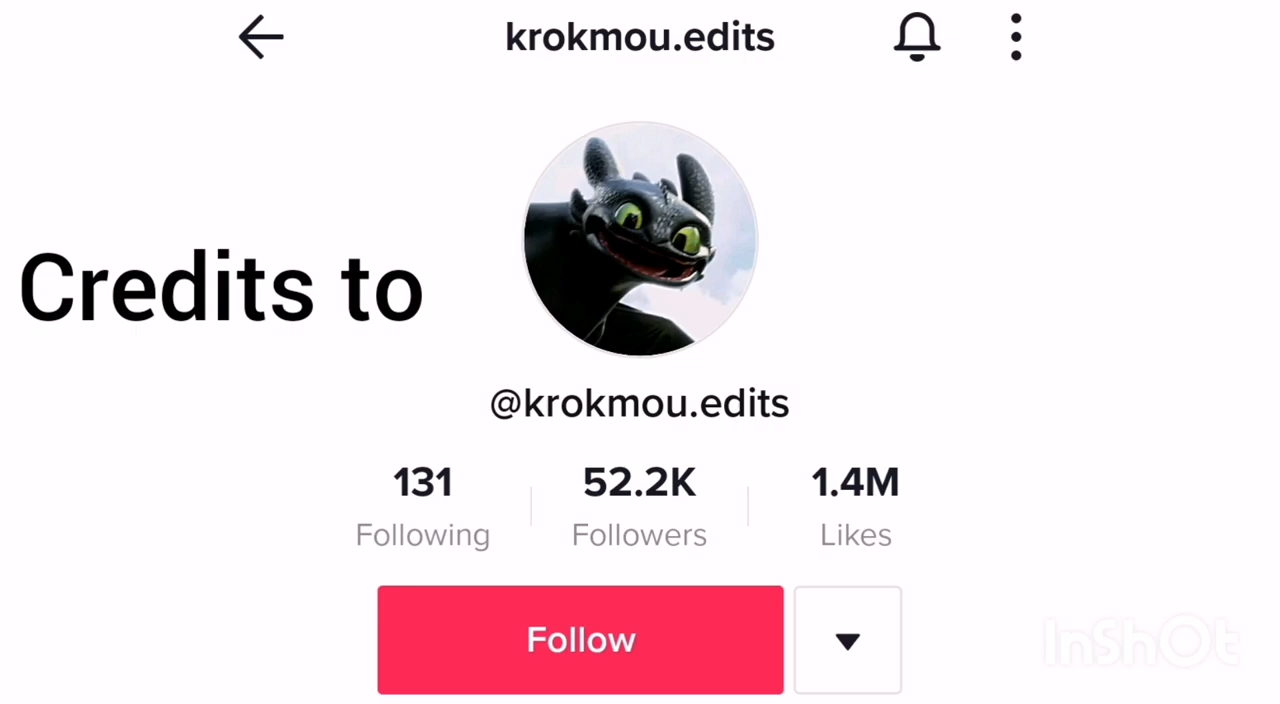 krokmou.edits
Credits to
@krokmou.edits
131 52.2K 1.4M
Following Followers Likes
Follow
InShOt